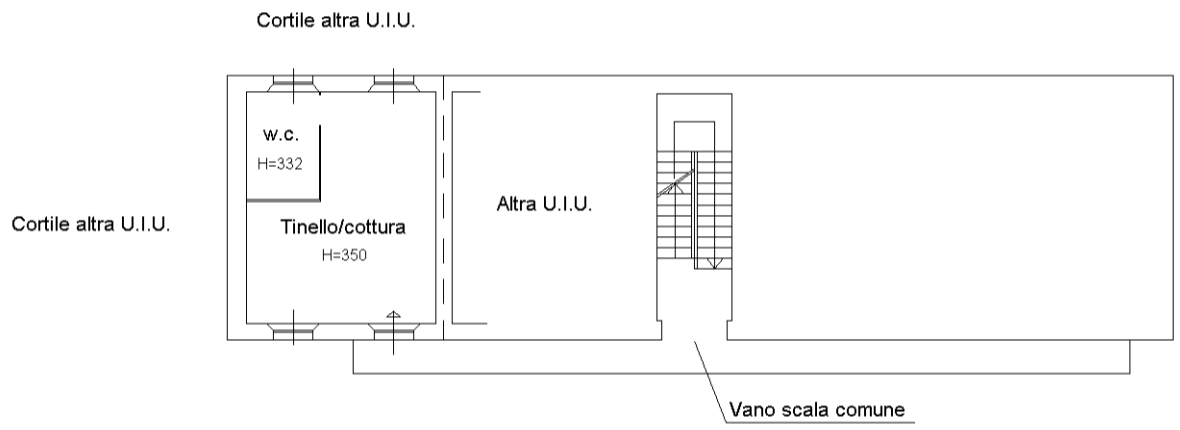 Cortile altra U.I.U.
w.c.
H=332
Cortile altra U.I.U.
Tinello/cottura
H=350
Altra U.I.U.
Vano scala comune